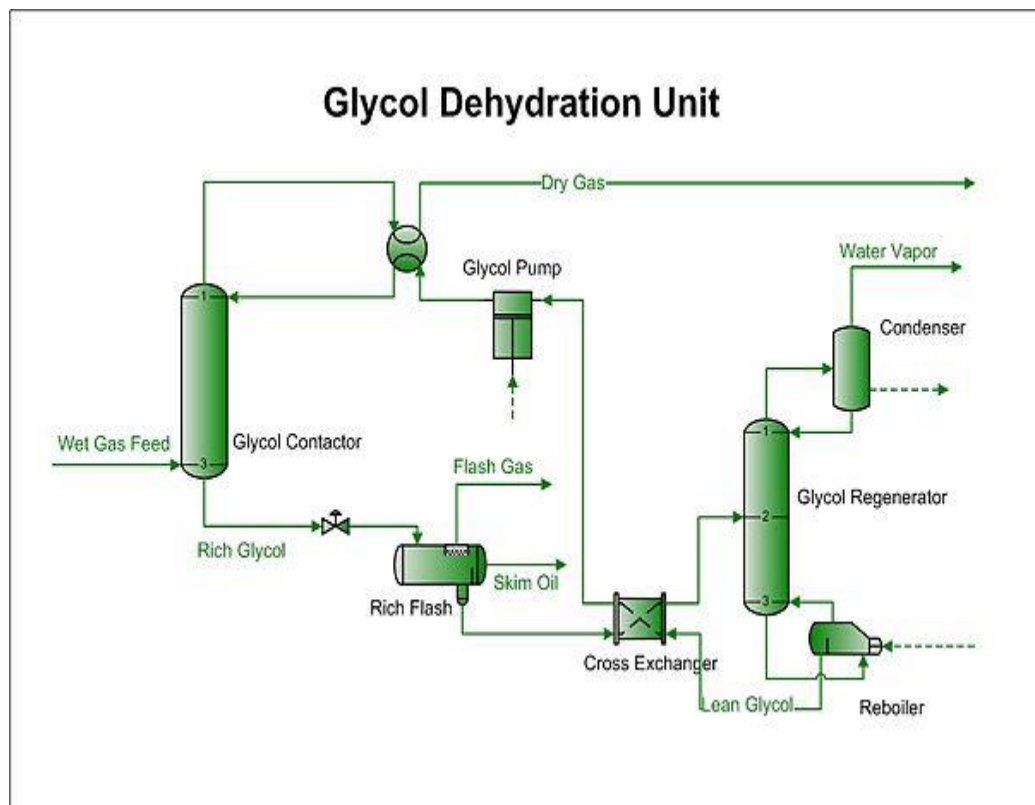 Glycol Dehydration Unit
Dry Gas
Water Vapor
Glycol Pump
1
Condenser
Wet Gas Feed
Glycol Contactor
3
1
Flash Gas
Glycol Regenerator
2
Rich Glycol
Skim Oil
Rich Flash
3
Cross Exchanger
Lean Glycol
Reboiler